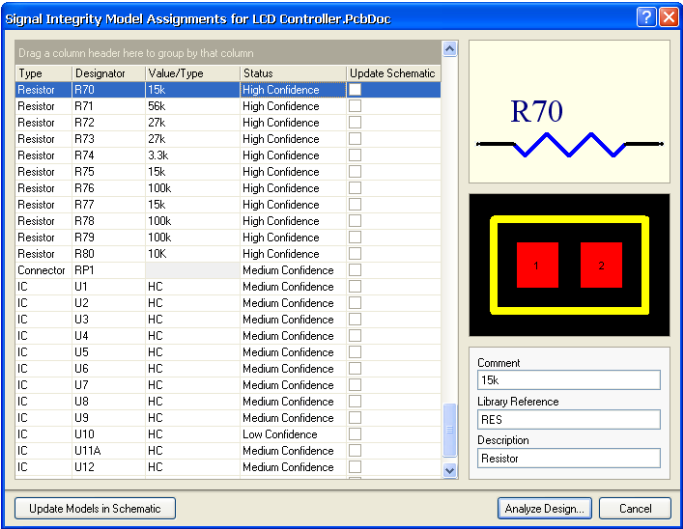 Signal Integrity Model Assignments for LCD Controller.PcbDoc
Drag a column header here to group by that column
Type Designator Value/Type Status Update Schematic
Resistor R70 15k High Confidence
Resistor R71 56k High Confidence
Resistor R72 27k High Confidence
Resistor R73 27k High Confidence
Resistor R74 3.3k High Confidence
Resistor R75 15k High Confidence
Resistor R76 100k High Confidence
Resistor R77 15k High Confidence
Resistor R78 100k High Confidence
Resistor R79 100k High Confidence
Resistor R80 10K High Confidence
Connector RP1 Medium Confidence
IC U1 HC Medium Confidence
IC U2 HC Medium Confidence
IC U3 HC Medium Confidence
IC U4 HC Medium Confidence
IC U5 HC Medium Confidence
IC U6 HC Medium Confidence
IC U7 HC Medium Confidence
IC U8 HC Medium Confidence
IC U9 HC Medium Confidence
IC U10 HC Low Confidence
IC U11A HC Medium Confidence
IC U12 HC Medium Confidence
R70
1 2
Comment
15k
Library Reference
RES
Description
Resistor
Update Models in Schematic
Analyze Design...
Cancel